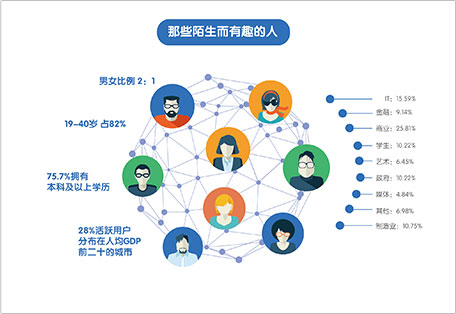 那些陌生而有趣的人
男女比例 2：1
19-40岁 占82%
75.7%拥有
本科及以上学历
28%活跃用户
分布在人均GDP
前二十的城市
IT: 15.59%
金融: 9.14%
商业: 25.81%
学生: 10.22%
艺术: 6.45%
政府: 10.22%
媒体: 4.84%
其他: 6.98%
制造业: 10.75%